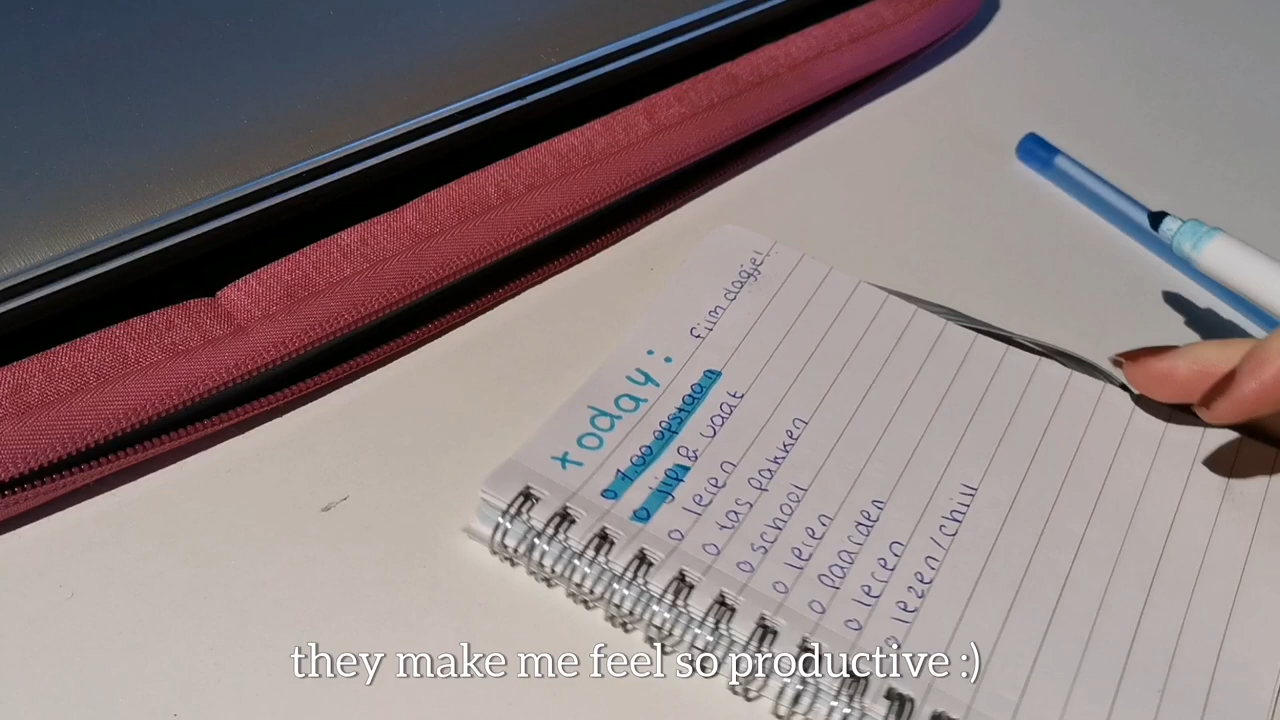 today:
film dagje!
o 7.00 opstaan
o jip & vaat
o leren
o tas pakken
o school
o leren
o paarden
o leren
o lezen/chill
they make me feel so productive :)